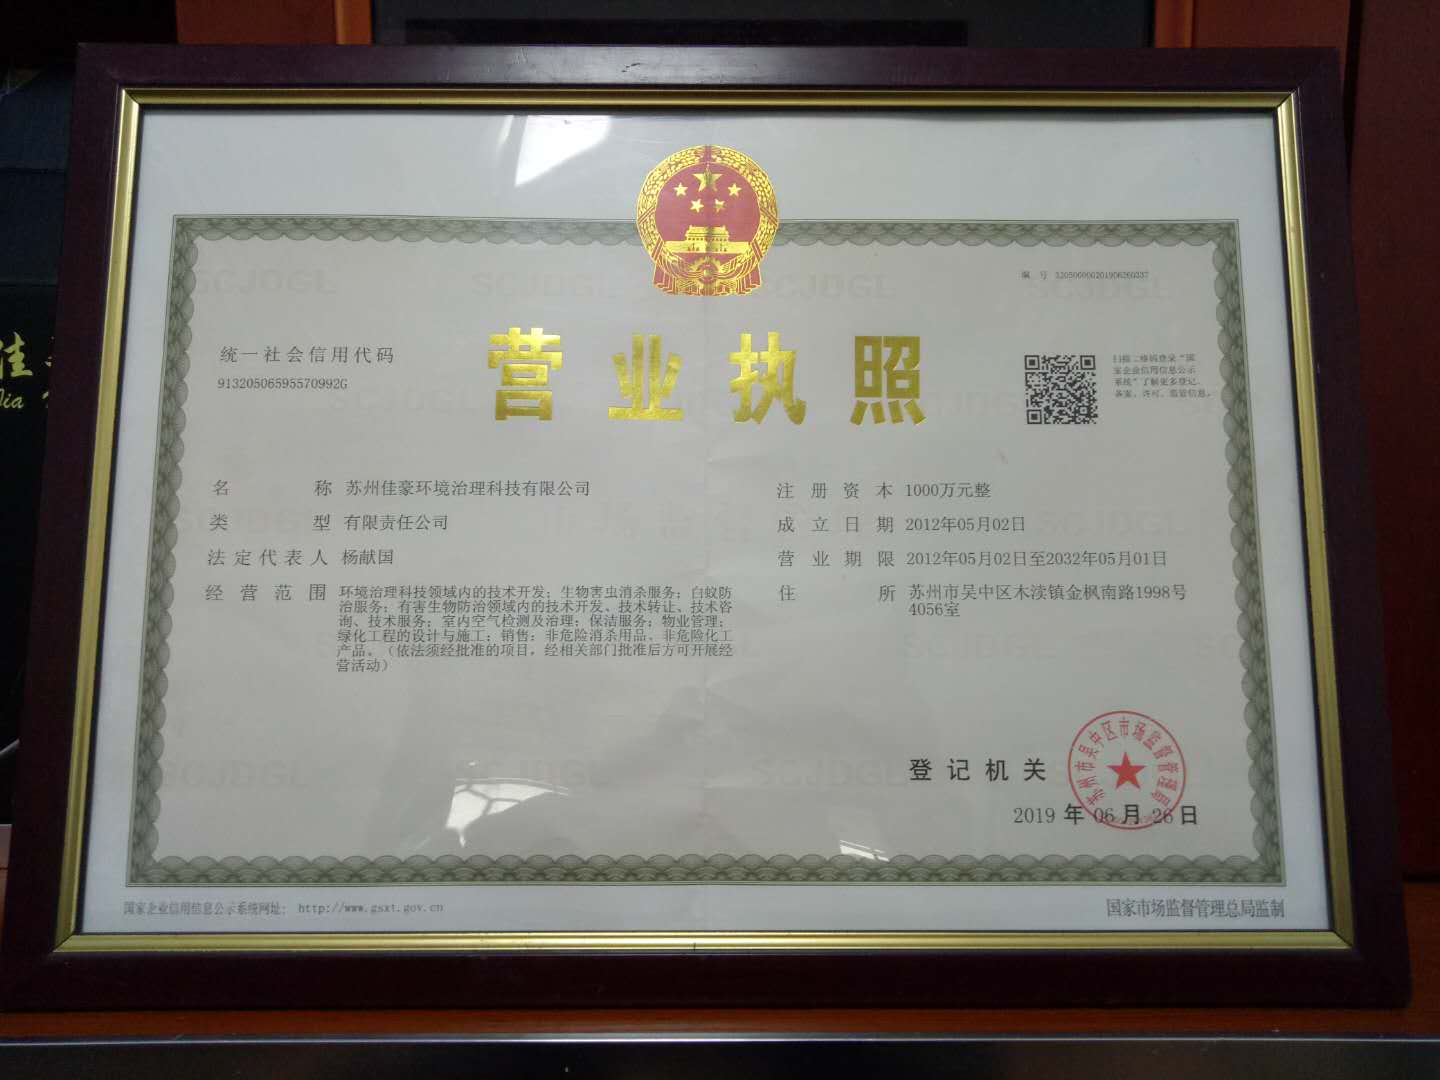 编 号 320500000201906260337
统一社会信用代码
91320506595570992G
营业执照
扫描二维码登录“国
家企业信用信息公示
系统”了解更多登记、
备案、许可、监管信息。
名 称 苏州佳豪环境治理科技有限公司
类 型 有限责任公司
法定代表人 杨献国
经营范围 环境治理科技领域内的技术开发；生物害虫消杀服务；白蚁防
治服务；有害生物防治领域内的技术开发、技术转让、技术咨
询、技术服务；室内空气检测及治理；保洁服务；物业管理；
绿化工程的设计与施工；销售：非危险消杀用品、非危险化工
产品。（依法须经批准的项目，经相关部门批准后方可开展经
营活动）
注册资本 1000万元整
成立日期 2012年05月02日
营业期限 2012年05月02日至2032年05月01日
住 所 苏州市吴中区木渎镇金枫南路1998号
4056室
登记机关
苏州市吴中区市场监督管理局
2019 年 06 月 26 日
国家企业信用信息公示系统网址： http://www.gsxt.gov.cn
国家市场监督管理总局监制
佳
Jia
SCJDGL